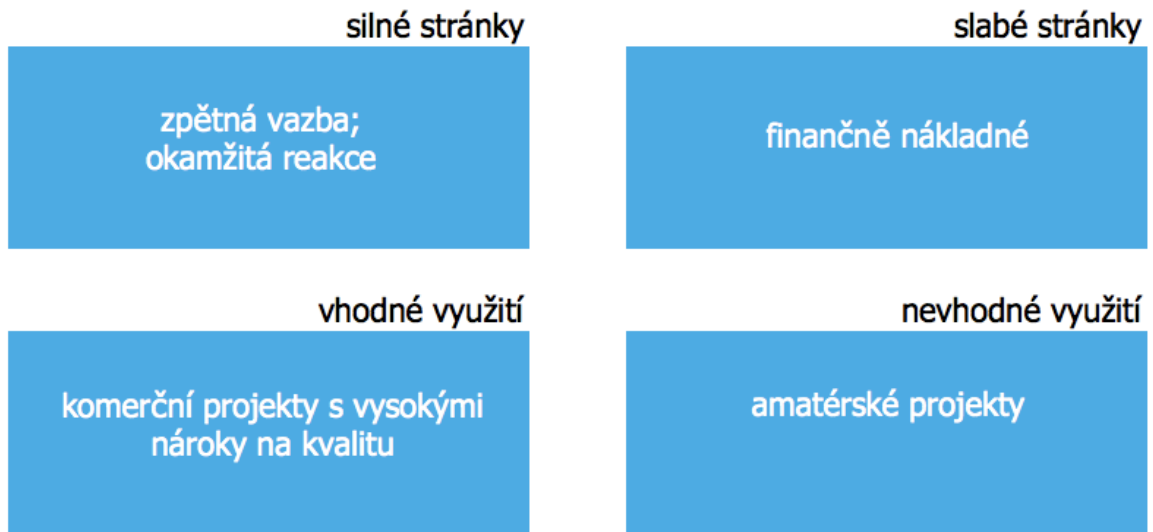 silné stránky
zpětná vazba;
okamžitá reakce
slabé stránky
finančně nákladné
vhodné využití
komerční projekty s vysokými
nároky na kvalitu
nevhodné využití
amatérské projekty